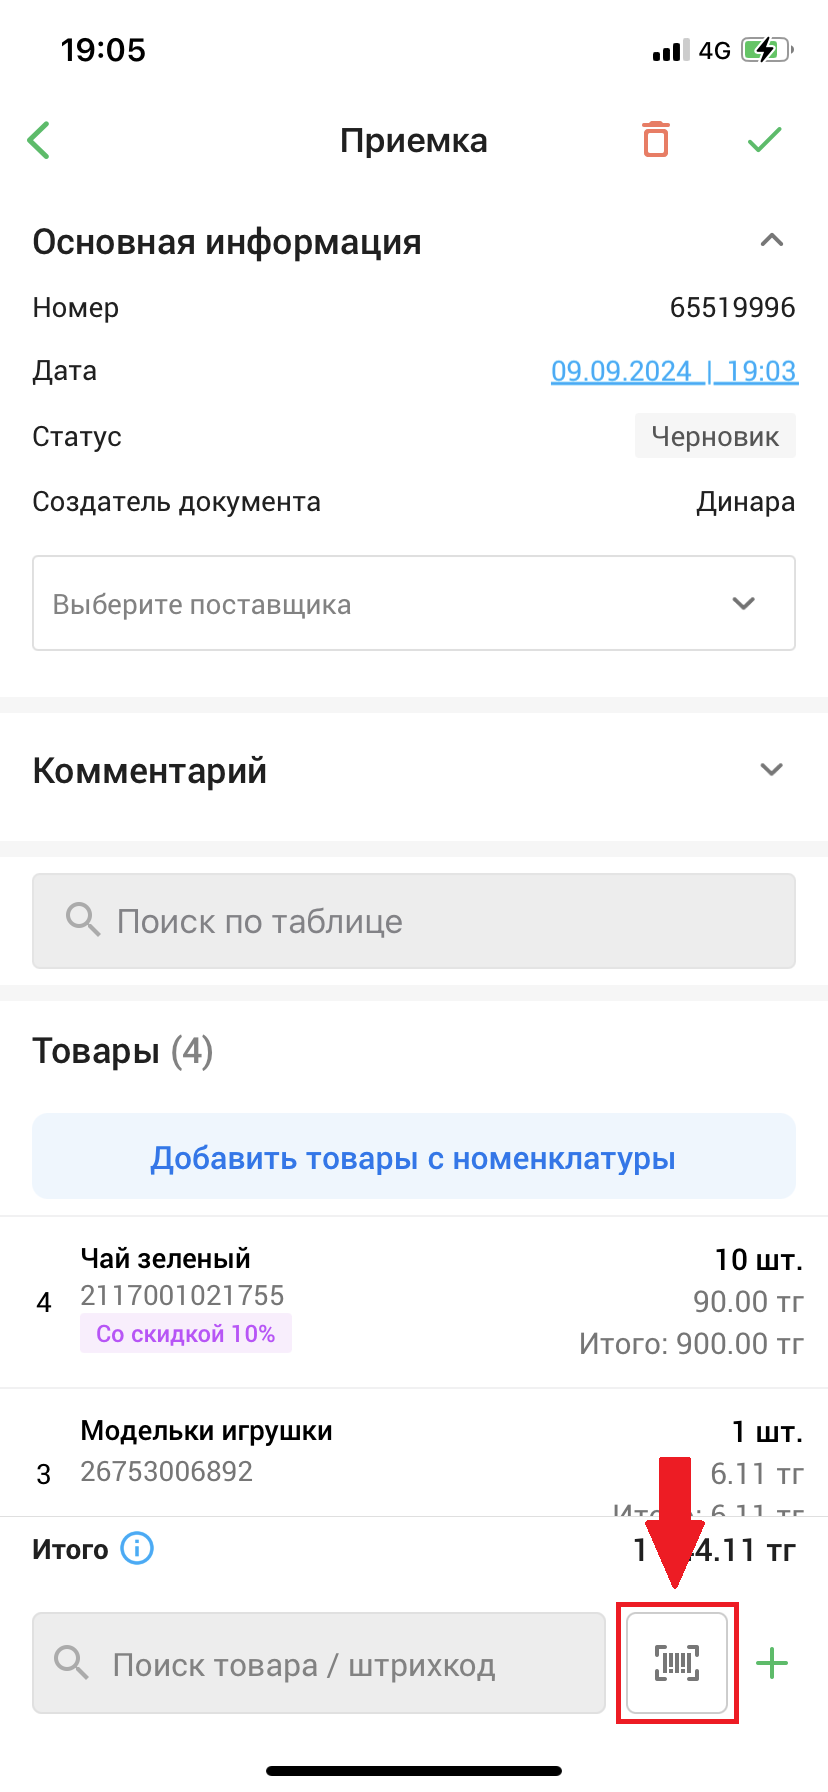 19:05
4G
Приемка
Основная информация
Номер 65519996
Дата 09.09.2024 | 19:03
Статус Черновик
Создатель документа Динара
Выберите поставщика
Комментарий
Поиск по таблице
Товары (4)
Добавить товары с номенклатуры
Чай зеленый 10 шт.
4 2117001021755 90.00 тг
Со скидкой 10% Итого: 900.00 тг
Модельки игрушки 1 шт.
3 26753006892 6.11 тг
6.11 тг
Итого 4.11 тг
Поиск товара / штрихкод